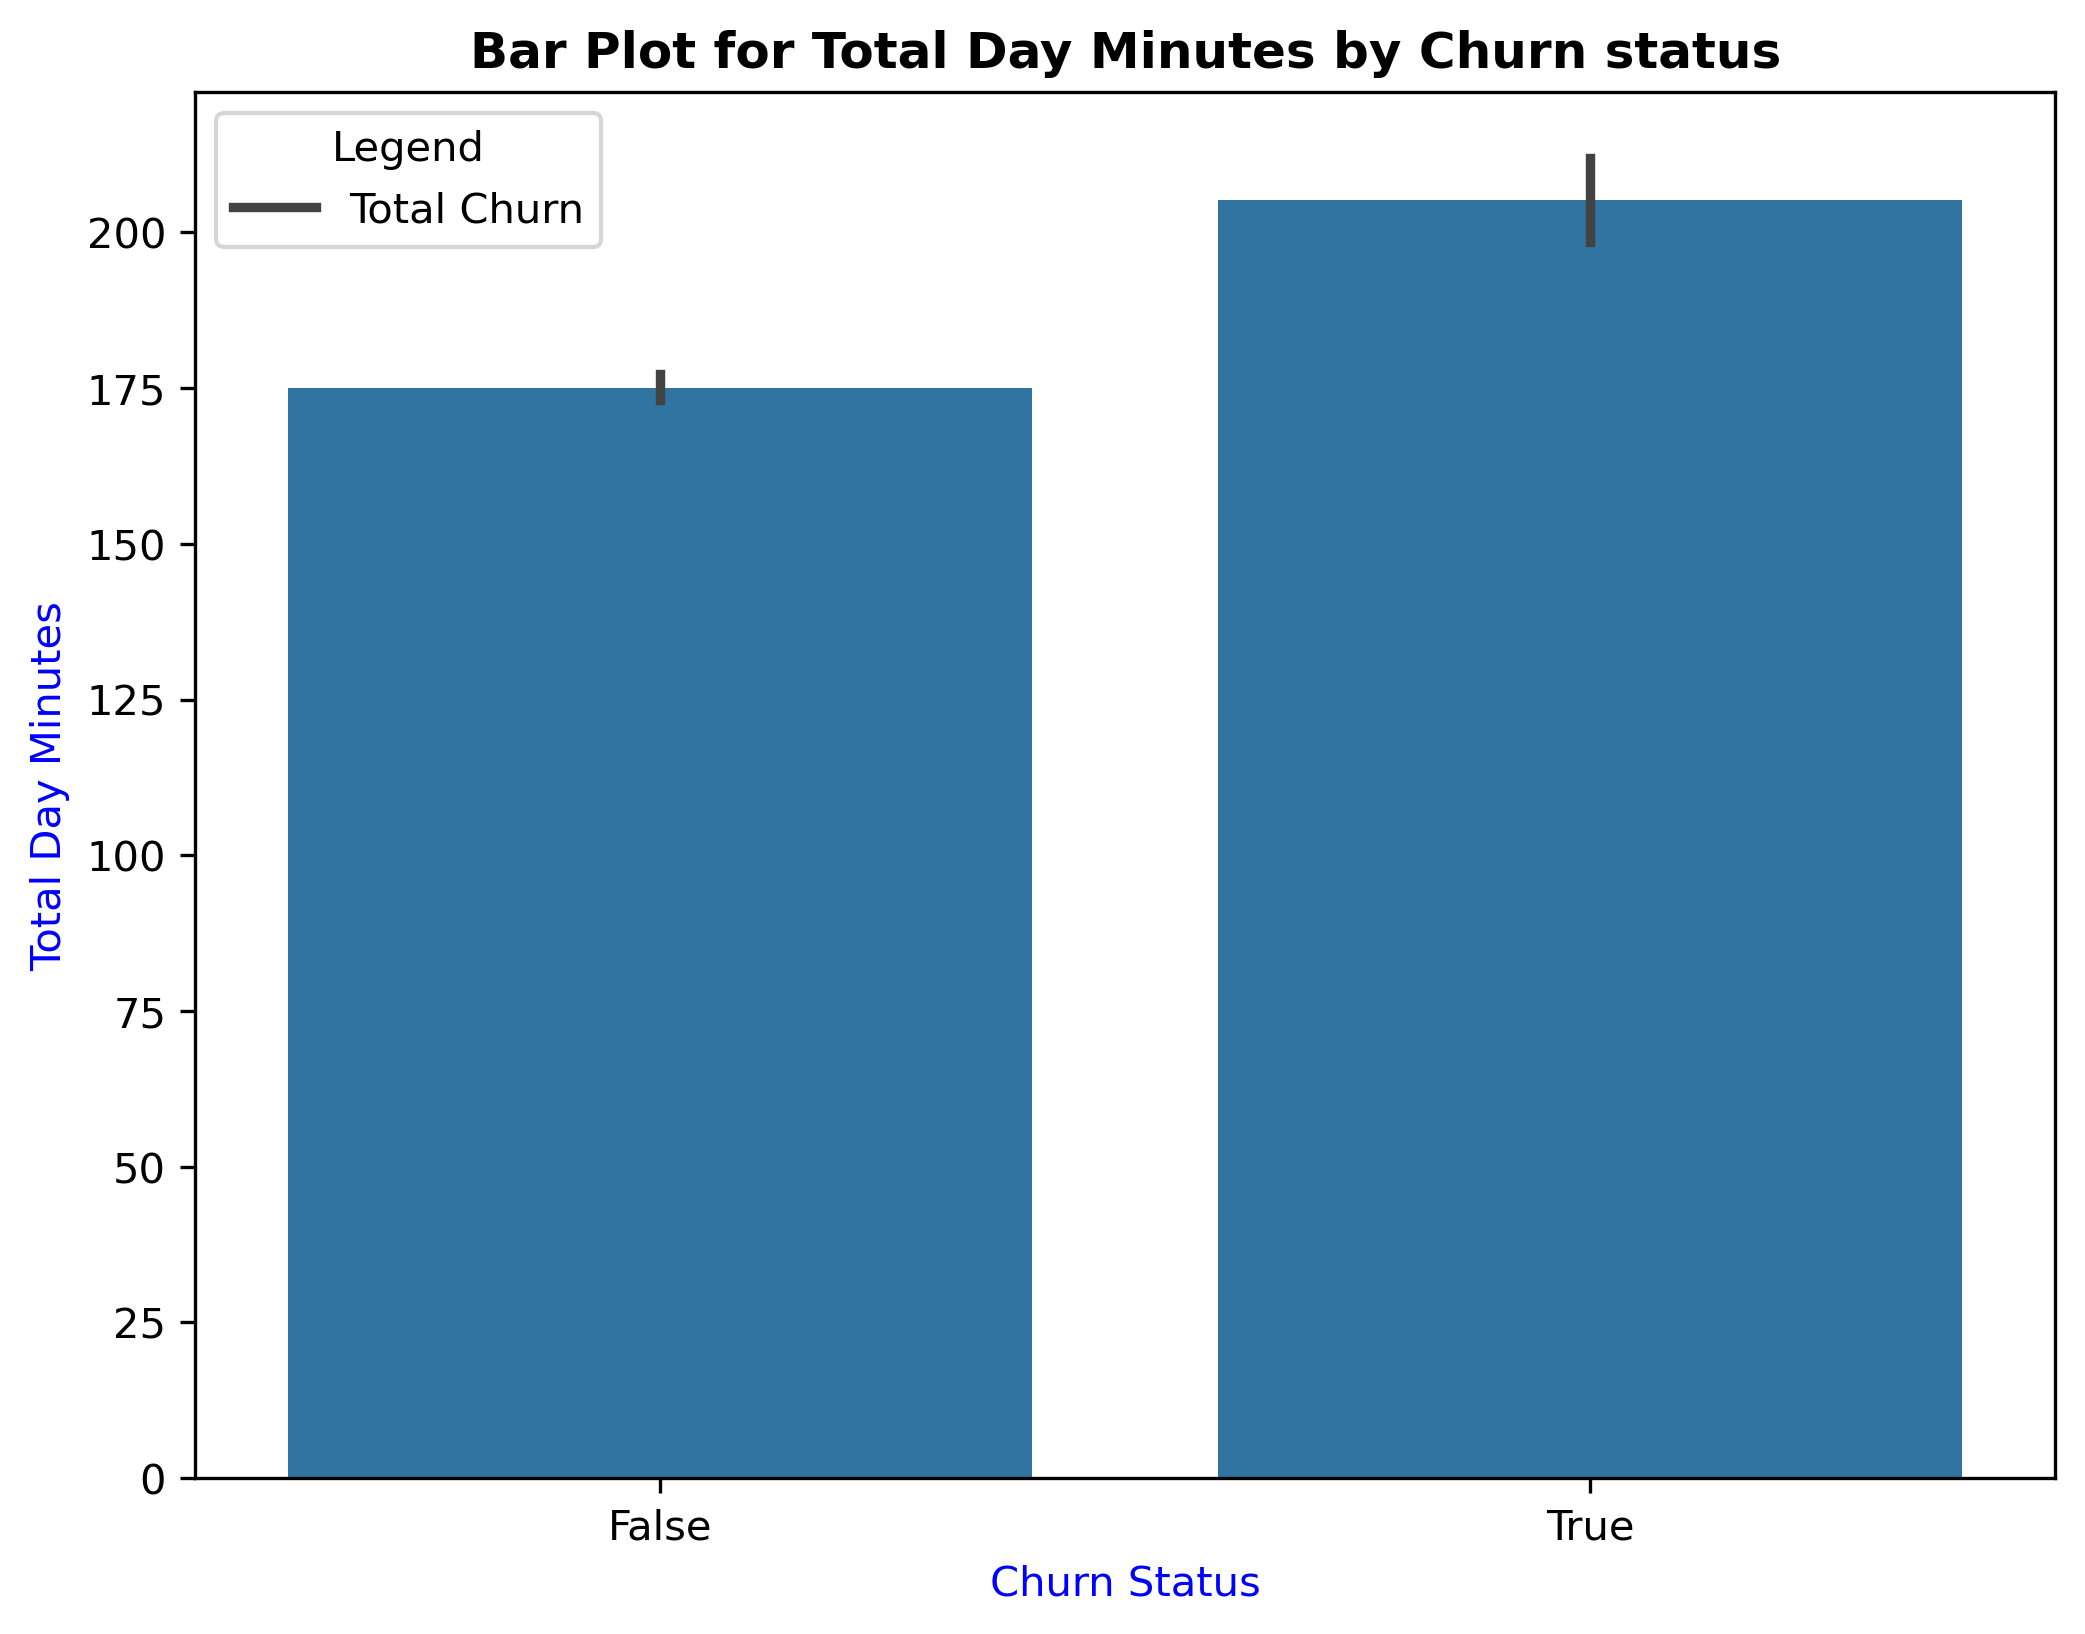 Bar Plot for Total Day Minutes by Churn status
Legend
Total Churn
200
175
150
125
100
75
50
25
0
Total Day Minutes
False
True
Churn Status